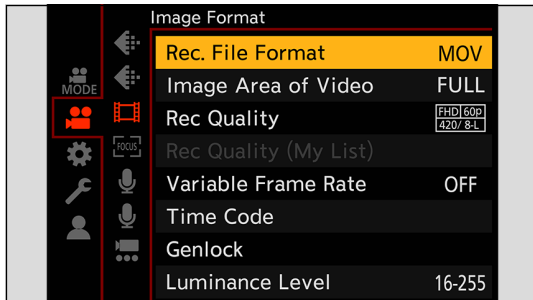 Image Format
MODE
FOCUS
Rec. File Format MOV
Image Area of Video FULL
Rec Quality FHD 60p 420/ 8-L
Rec Quality (My List)
Variable Frame Rate OFF
Time Code
Genlock
Luminance Level 16-255